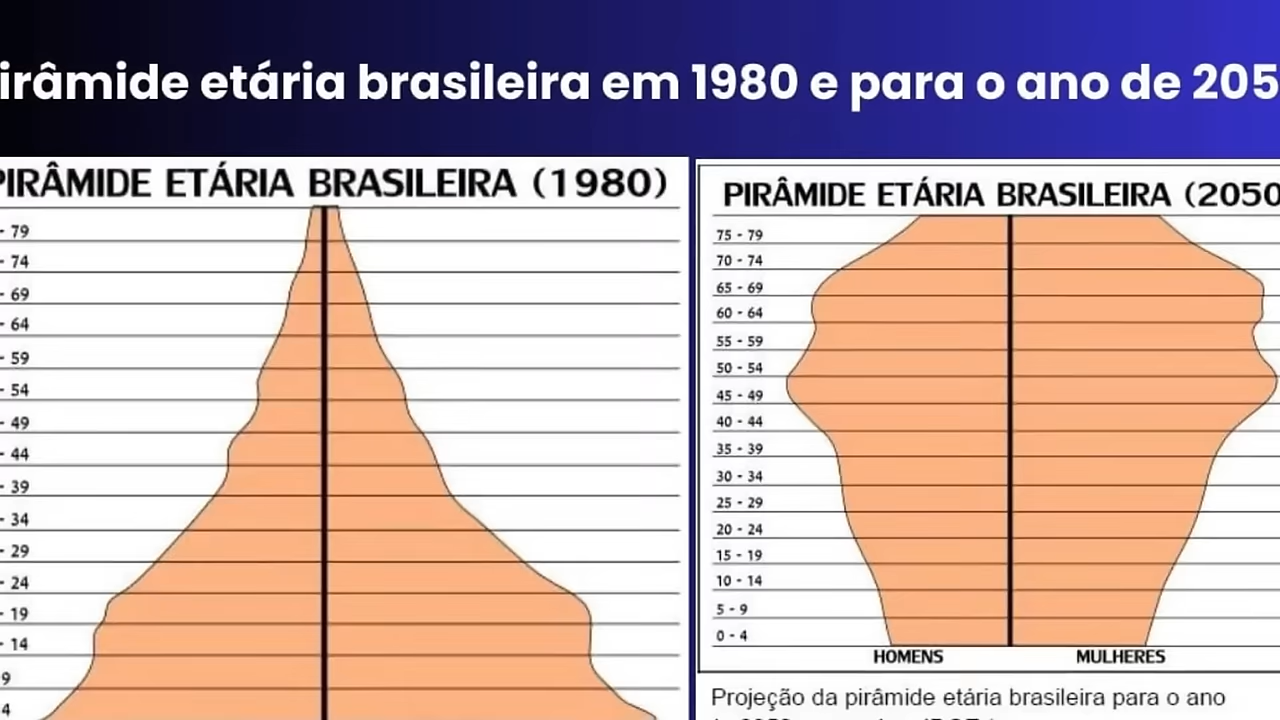 irâmide etária brasileira em 1980 e para o ano de 205
PIRÂMIDE ETÁRIA BRASILEIRA (1980)
- 79
- 74
- 69
- 64
- 59
- 54
- 49
- 44
- 39
- 34
- 29
- 24
- 19
- 14
9
4
PIRÂMIDE ETÁRIA BRASILEIRA (2050
75 - 79
70 - 74
65 - 69
60 - 64
55 - 59
50 - 54
45 - 49
40 - 44
35 - 39
30 - 34
25 - 29
20 - 24
15 - 19
10 - 14
5 - 9
0 - 4
HOMENS MULHERES
Projeção da pirâmide etária brasileira para o ano